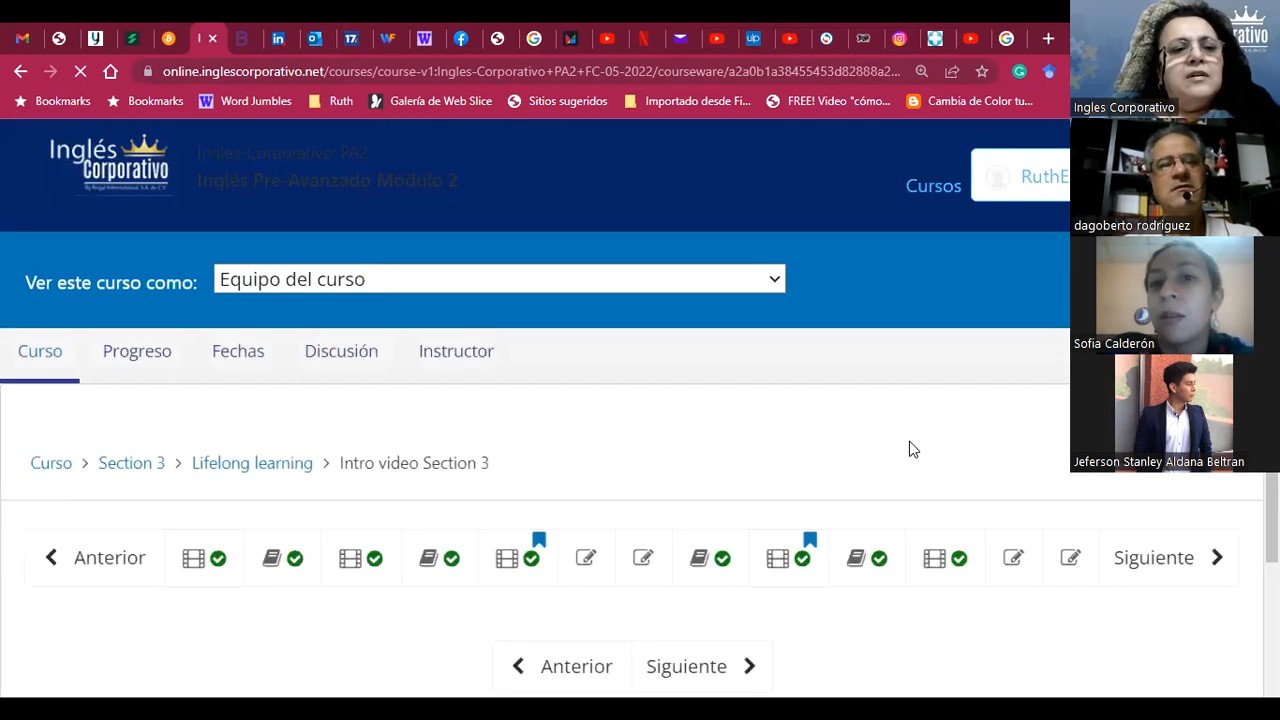 17.
WF
W
up
online.inglescorporativo.net/courses/course-v1:Ingles-Corporativo+PA2+FC-05-2022/courseware/a2a0b1a38455453d82888a2...
Bookmarks
Bookmarks
Word Jumbles
Ruth
Galería de Web Slice
Sitios sugeridos
Importado desde Fi...
FREE! Video "cómo...
Cambia de Color tu...
Inglés
Corporativo
Ingles-Corporativo: PA2
Inglés Pre-Avanzado Módulo 2
Cursos
RuthE
Ver este curso como:
Equipo del curso
Curso
Progreso
Fechas
Discusión
Instructor
Curso > Section 3 > Lifelong learning > Intro video Section 3
Anterior
Siguiente
Anterior
Siguiente
Ingles Corporativo
dagoberto rodríguez
Sofia Calderón
Jeferson Stanley Aldana Beltran